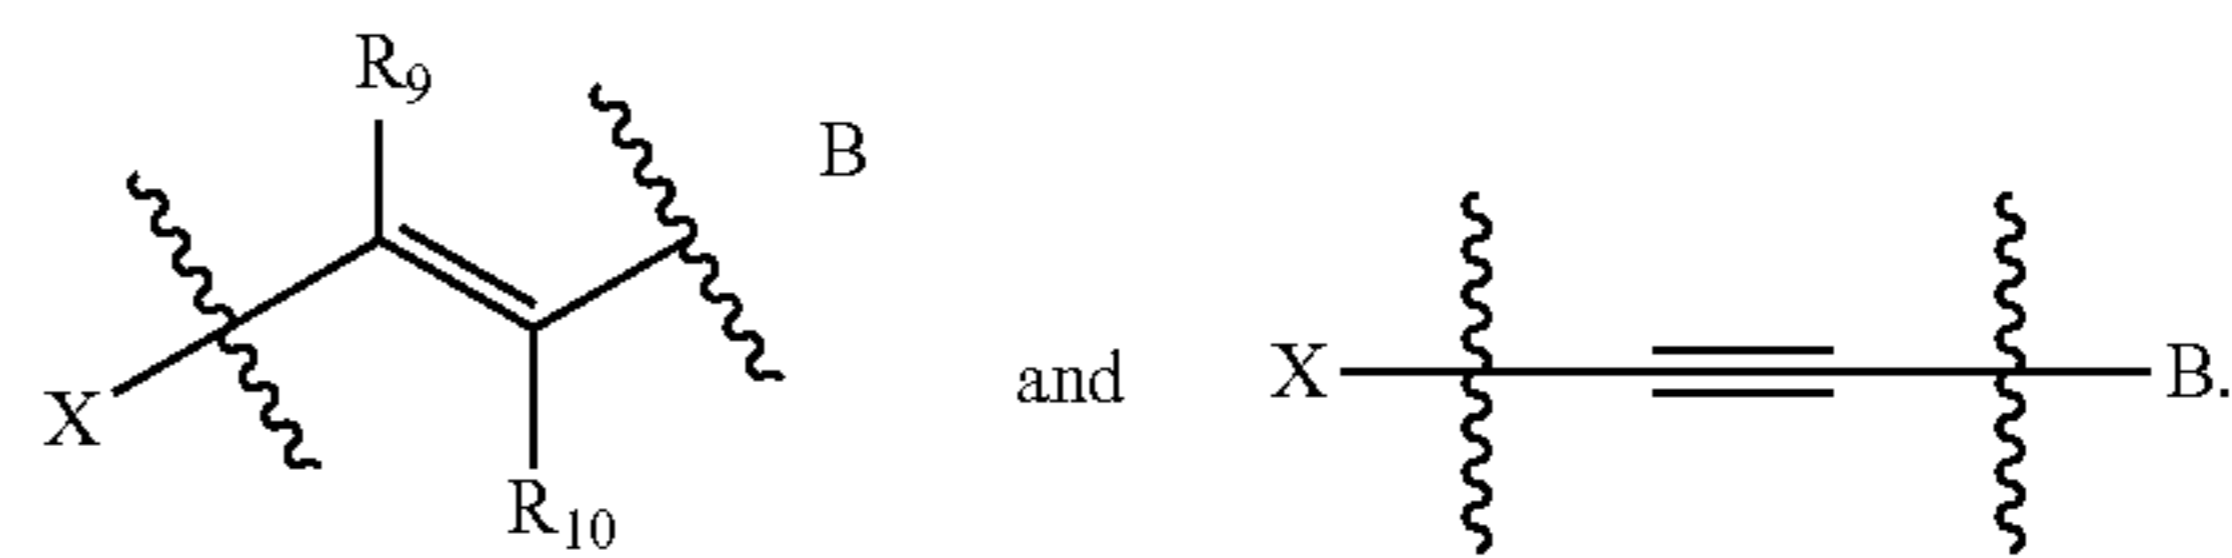 R₉
B
X
R₁₀
and
X
B.